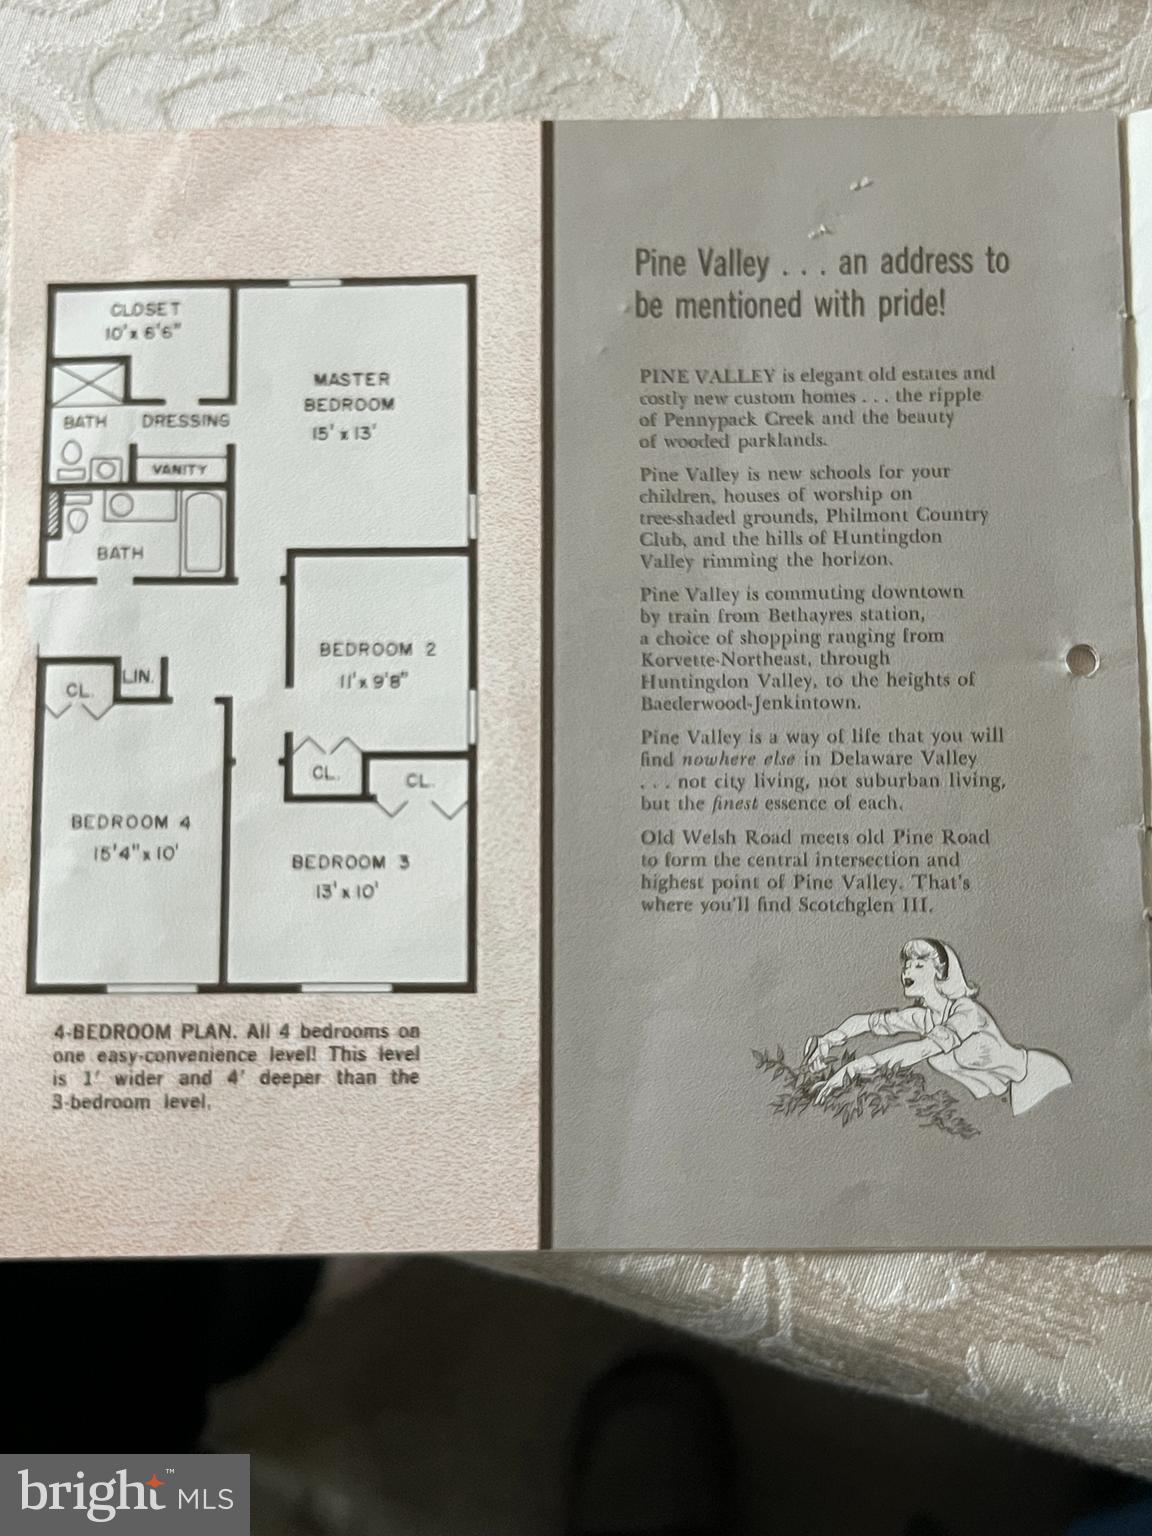 CLOSET
10' x 6'6"
MASTER
BEDROOM
15' x 13'
BATH
DRESSING
VANITY
BATH
BEDROOM 2
11' x 9'8"
LIN.
CL.
CL.
CL.
BEDROOM 4
15'4" x 10'
BEDROOM 3
13' x 10'
4-BEDROOM PLAN. All 4 bedrooms on
one easy-convenience level! This level
is 1' wider and 4' deeper than the
3-bedroom level.
Pine Valley . . . an address to
be mentioned with pride!
PINE VALLEY is elegant old estates and
costly new custom homes . . . the ripple
of Pennypack Creek and the beauty
of wooded parklands.
Pine Valley is new schools for your
children, houses of worship on
tree-shaded grounds, Philmont Country
Club, and the hills of Huntingdon
Valley rimming the horizon.
Pine Valley is commuting downtown
by train from Bethayres station,
a choice of shopping ranging from
Korvette-Northeast, through
Huntingdon Valley, to the heights of
Baederwood-Jenkintown.
Pine Valley is a way of life that you will
find nowhere else in Delaware Valley
. . . not city living, not suburban living,
but the finest essence of each.
Old Welsh Road meets old Pine Road
to form the central intersection and
highest point of Pine Valley. That's
where you'll find Scotchglen III.
bright™ MLS